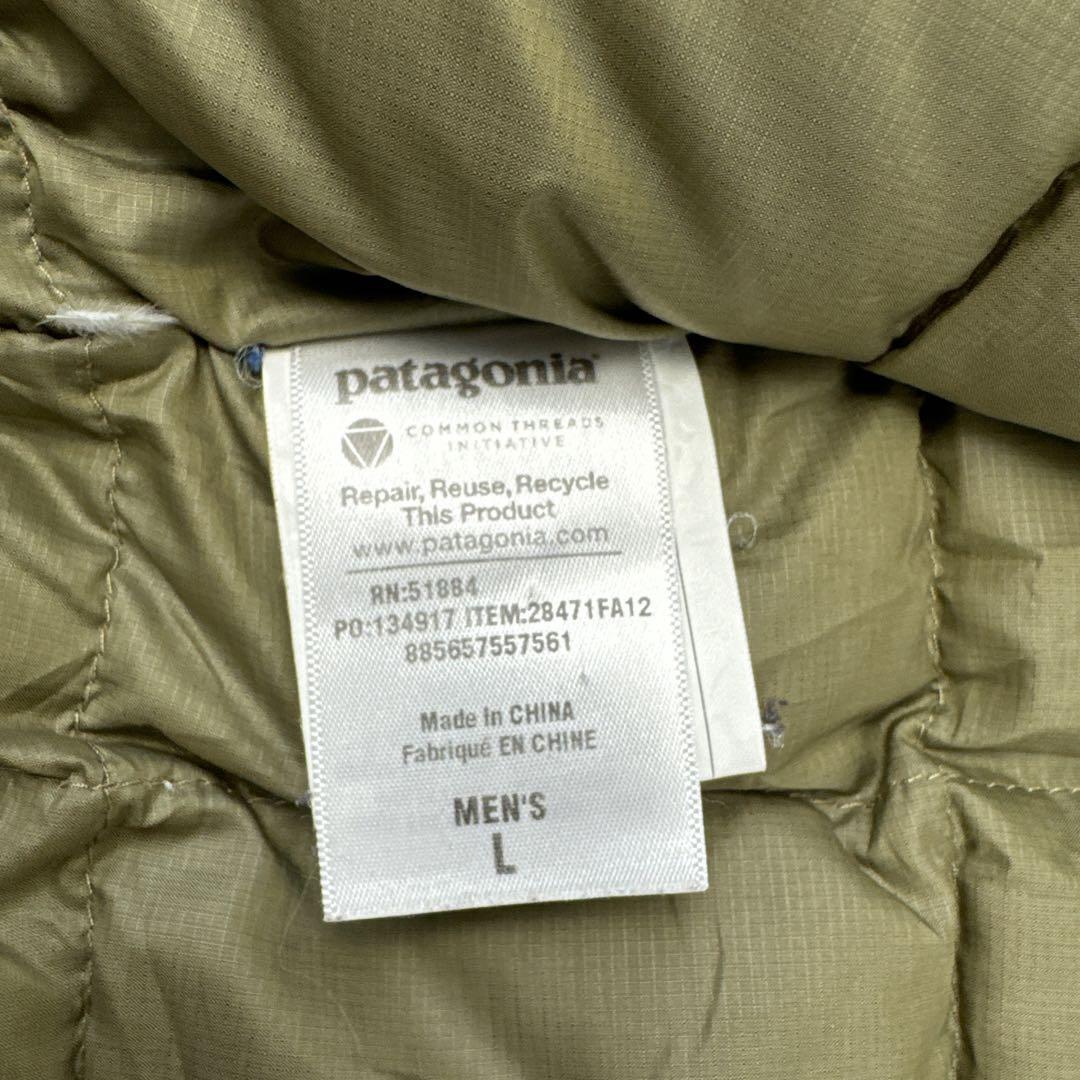 patagonia
COMMON THREADS
INITIATIVE
Repair, Reuse, Recycle
This Product
www.patagonia.com
RN:51884
PO:134917 ITEM:28471FA12
885657557561
Made in CHINA
Fabriqué EN CHINE
MEN'S
L